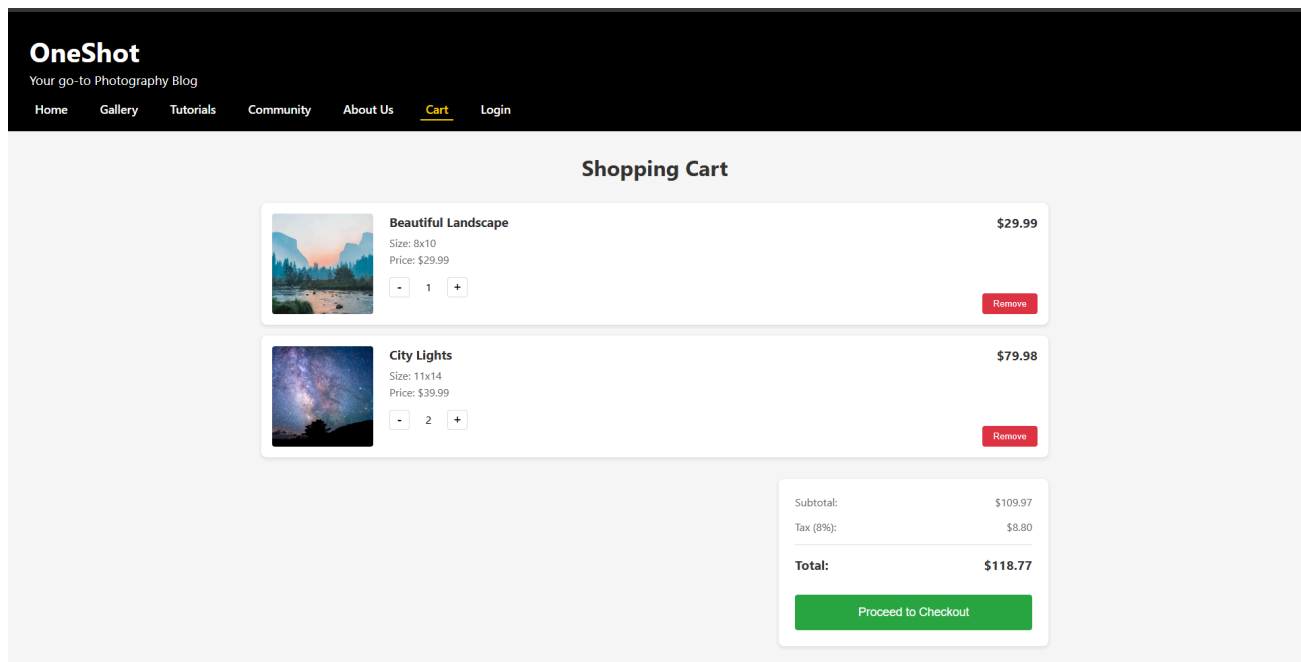 OneShot
Your go-to Photography Blog
Home Gallery Tutorials Community About Us Cart Login
Shopping Cart
Beautiful Landscape $29.99
Size: 8x10
Price: $29.99
- 1 +
Remove
City Lights $79.98
Size: 11x14
Price: $39.99
- 2 +
Remove
Subtotal: $109.97
Tax (8%): $8.80
Total: $118.77
Proceed to Checkout